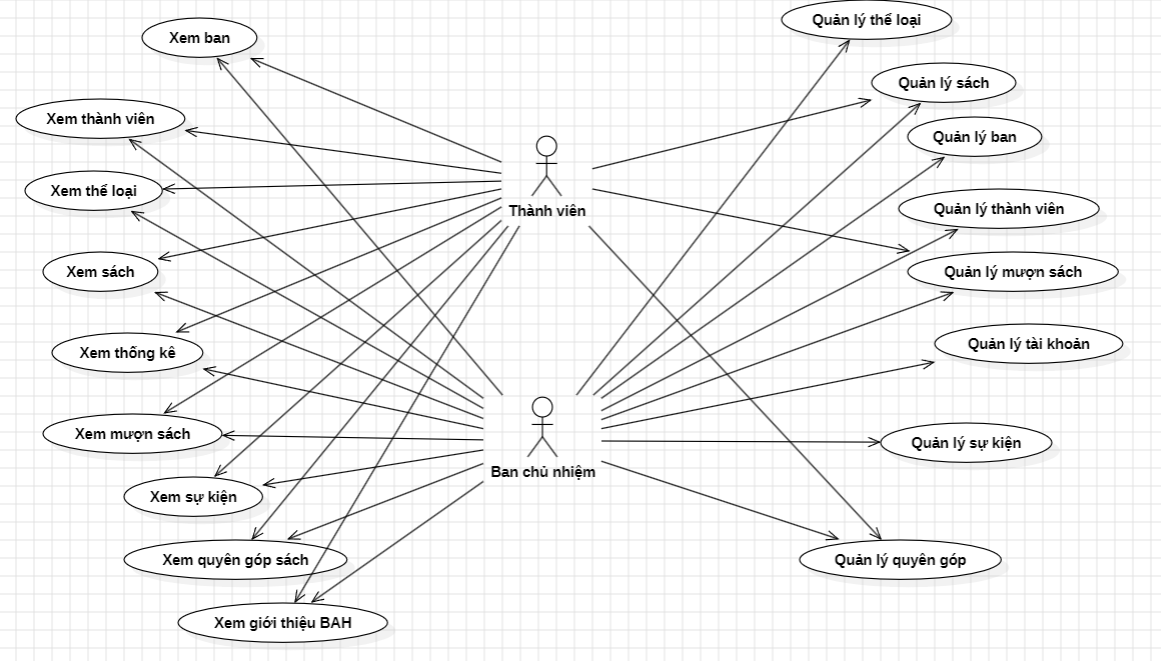 Xem ban
Xem thành viên
Xem thể loại
Xem sách
Xem thống kê
Xem mượn sách
Xem sự kiện
Xem quyên góp sách
Xem giới thiệu BAH
Thành viên
Ban chủ nhiệm
Quản lý thể loại
Quản lý sách
Quản lý ban
Quản lý thành viên
Quản lý mượn sách
Quản lý tài khoản
Quản lý sự kiện
Quản lý quyên góp